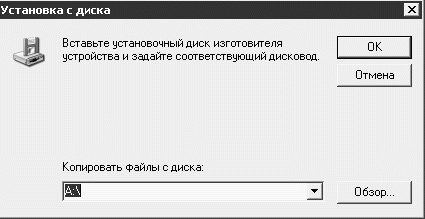 Установка с диска
Вставьте установочный диск изготовителя
устройства и задайте соответствующий дисковод.
OK
Отмена
Копировать файлы с диска:
A:\
Обзор...